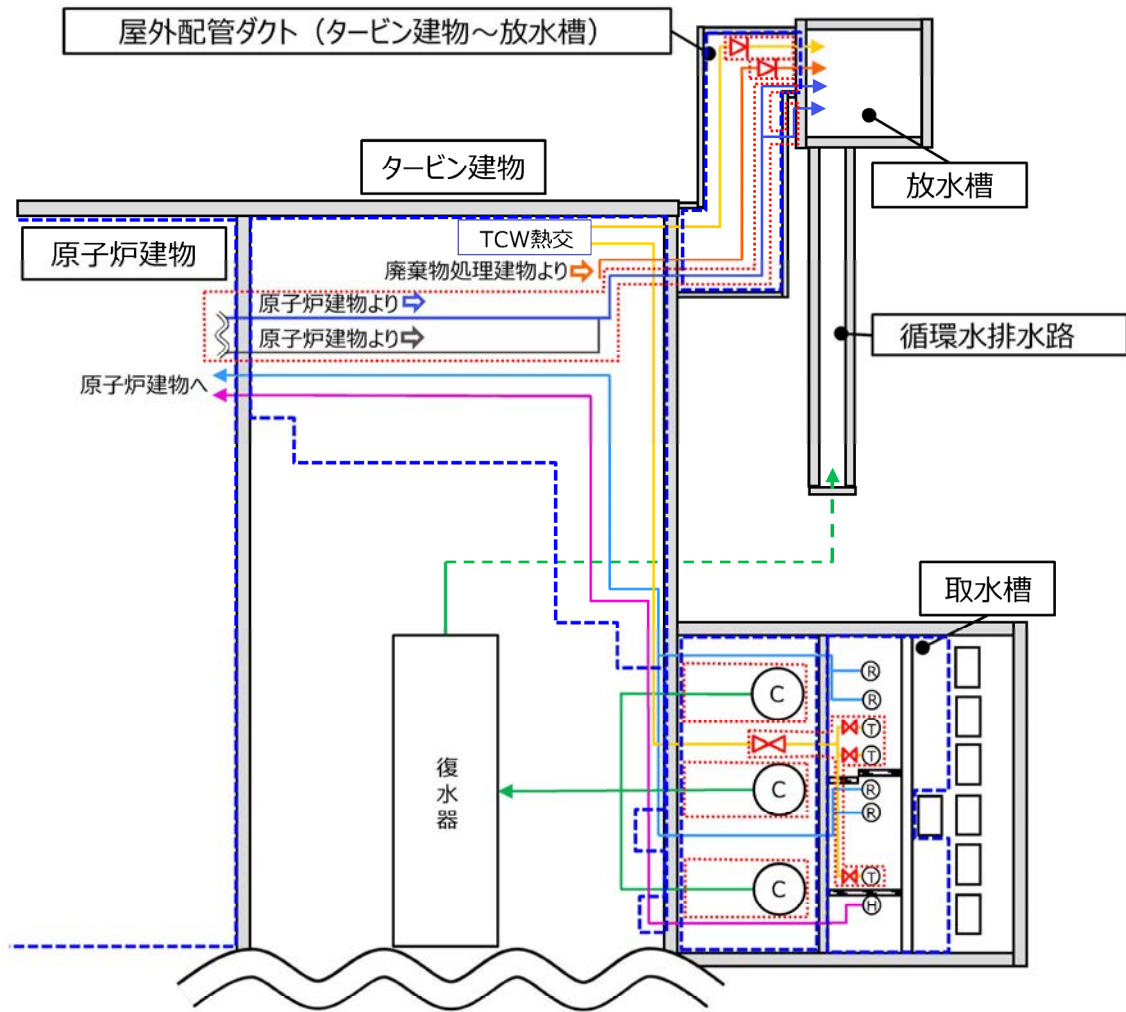 屋外配管ダクト（タービン建物～放水槽）
タービン建物
放水槽
原子炉建物
TCW熱交
廃棄物処理建物より
原子炉建物より
原子炉建物より
循環水排水路
原子炉建物へ
取水槽
R
C
R
T
T
復水器
C
R
R
T
C
H